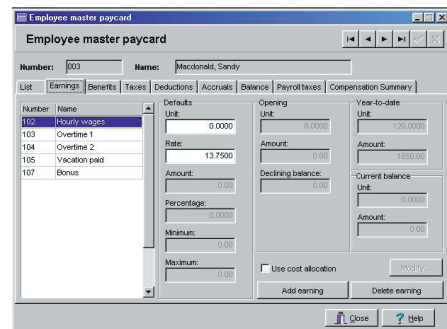 Employee master paycard
Employee master paycard
Number: 003 Name: Macdonald, Sandy
List Earnings Benefits Taxes Deductions Accruals Balance Payroll taxes Compensation Summary
Number Name
102 Hourly wages
103 Overtime 1
104 Overtime 2
105 Vacation paid
107 Bonus
Defaults
Unit:
0.0000
Rate:
13.7500
Amount:
0.00
Percentage:
0.0000
Minimum:
0.00
Maximum:
0.00
Opening
Unit:
0.0000
Amount:
0.00
Declining balance:
0.00
Year-to-date
Unit:
120.0000
Amount:
1650.00
Current balance
Unit:
0.0000
Amount:
0.00
Use cost allocation
Modify...
Add earning Delete earning
Close ? Help